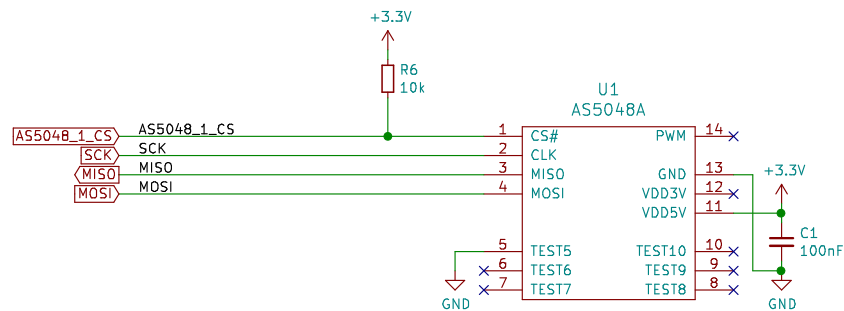 +3.3V
R6
10k
U1
AS5048A
AS5048_1_CS AS5048_1_CS 1 CS# PWM 14
SCK SCK 2 CLK
MISO MISO 3 MISO GND 13 +3.3V
MOSI MOSI 4 MOSI VDD3V 12
VDD5V 11
C1
100nF
5 TEST5 TEST10 10
6 TEST6 TEST9 9
7 TEST7 TEST8 8
GND GND